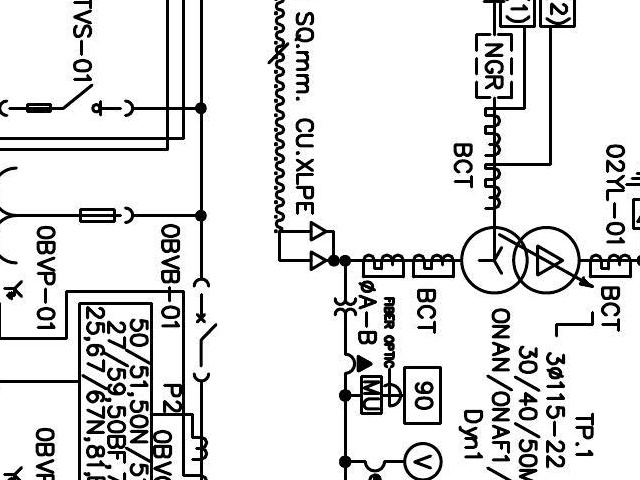 TVS-01
SQ.mm. CU.XLPE
1)
2)
NGR
BCT
02YL-01
0BVP-01
0BVB-01
BCT
BCT
ØA-B
FIBER OPTIC
MU
90
V
TP.1
3Ø115-22
30/40/50M
ONAN/ONAF1/
Dyn1
P2
50/51,50N/5
27/59,50BF
25,67/67N,81,
0BV
0BVP